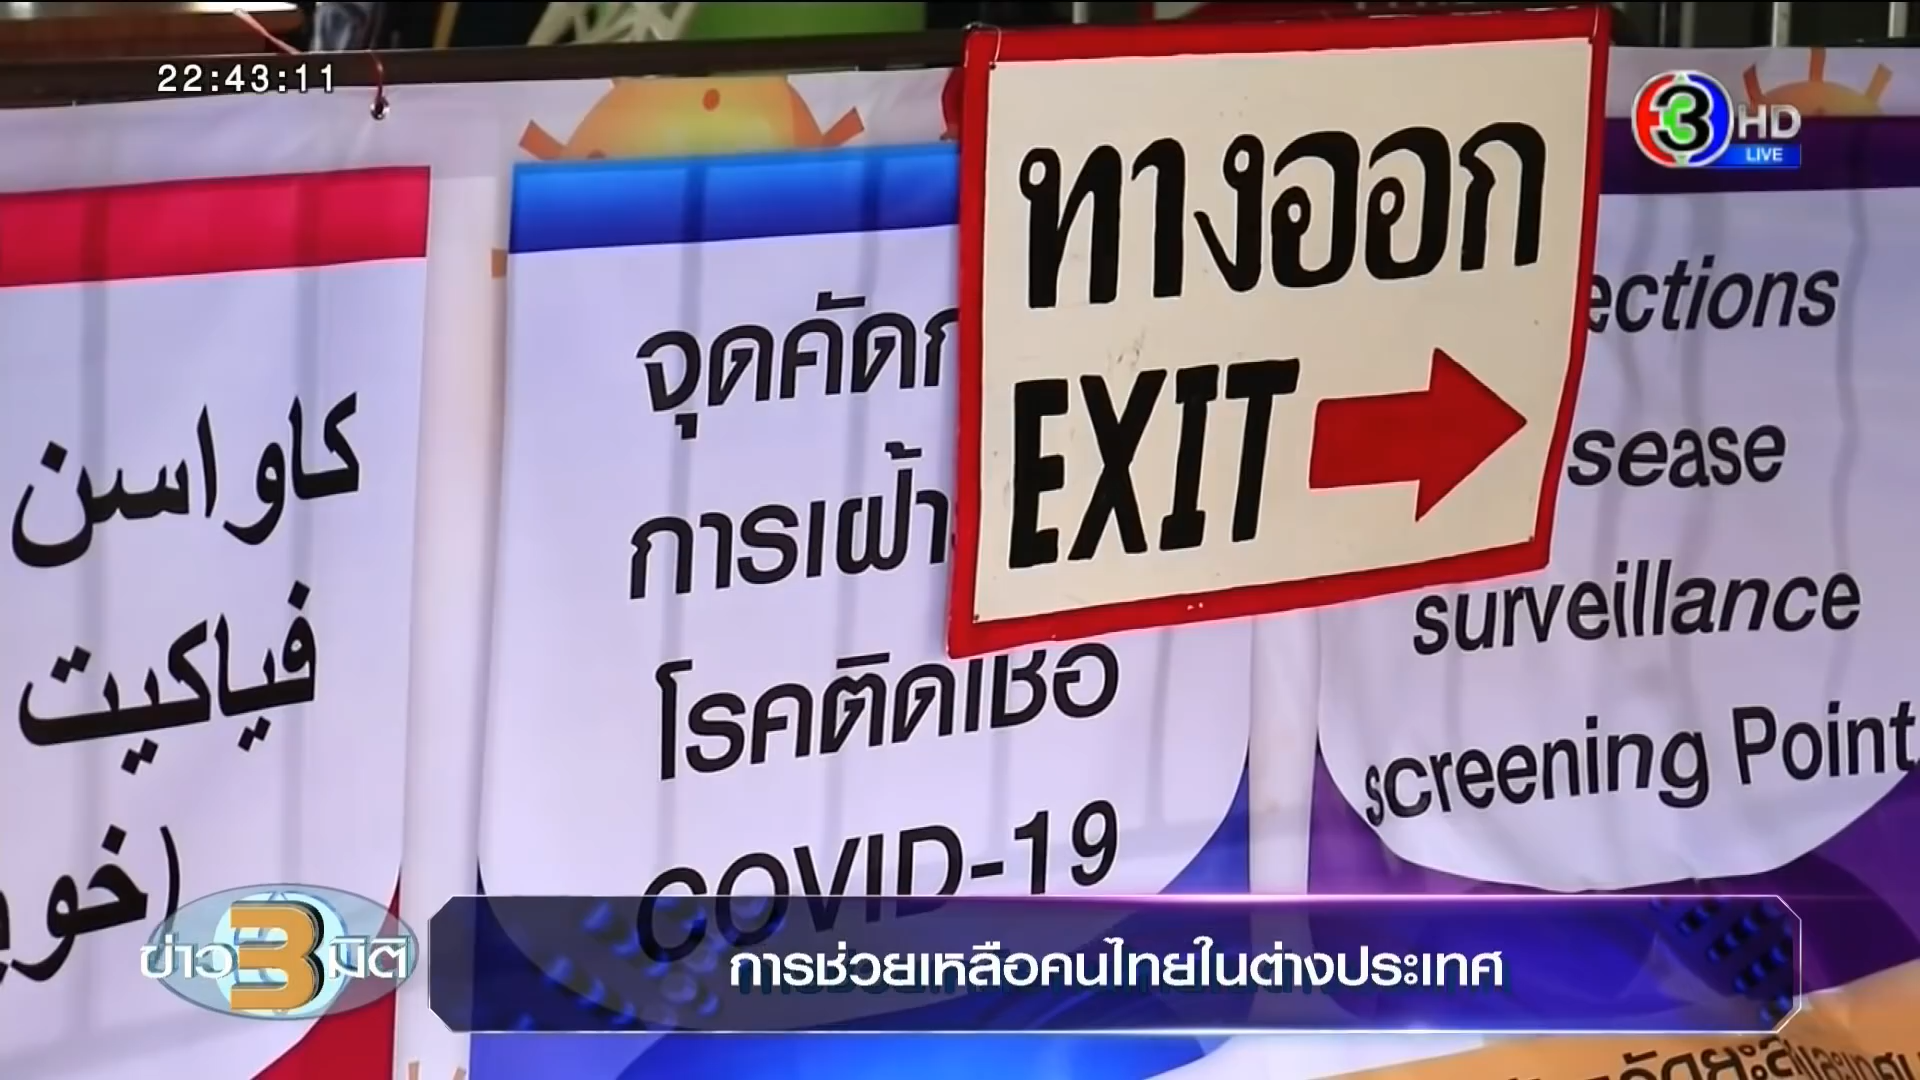 22:43:11
3 HD
LIVE
ทางออก
EXIT
كاواسن
فياكيت
จุดคัดก
การเฝ้า
โรคติดเชื้อ
COVID-19
ections
sease
surveillance
screening Point
ข่าว 3 มิติ
การช่วยเหลือคนไทยในต่างประเทศ